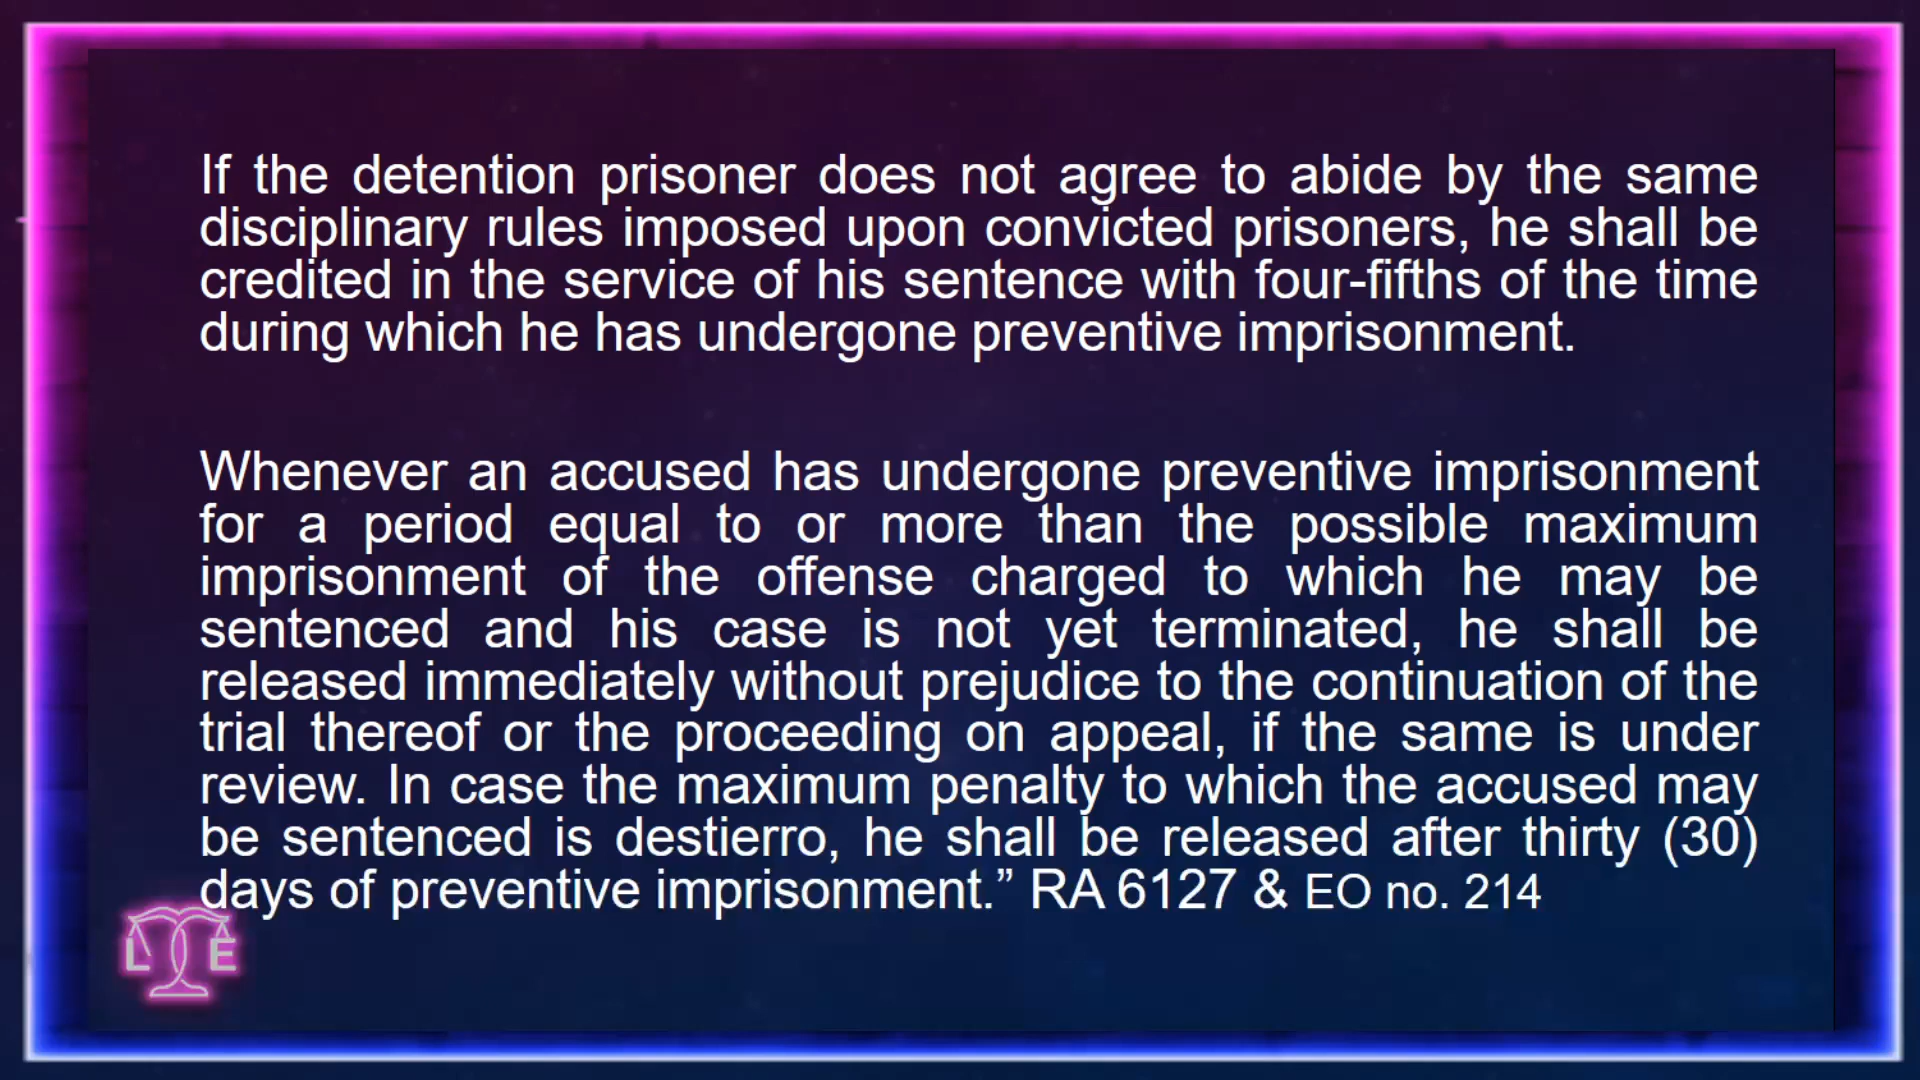 If the detention prisoner does not agree to abide by the same
disciplinary rules imposed upon convicted prisoners, he shall be
credited in the service of his sentence with four-fifths of the time
during which he has undergone preventive imprisonment.
Whenever an accused has undergone preventive imprisonment
for a period equal to or more than the possible maximum
imprisonment of the offense charged to which he may be
sentenced and his case is not yet terminated, he shall be
released immediately without prejudice to the continuation of the
trial thereof or the proceeding on appeal, if the same is under
review. In case the maximum penalty to which the accused may
be sentenced is destierro, he shall be released after thirty (30)
days of preventive imprisonment.” RA 6127 & EO no. 214
L E